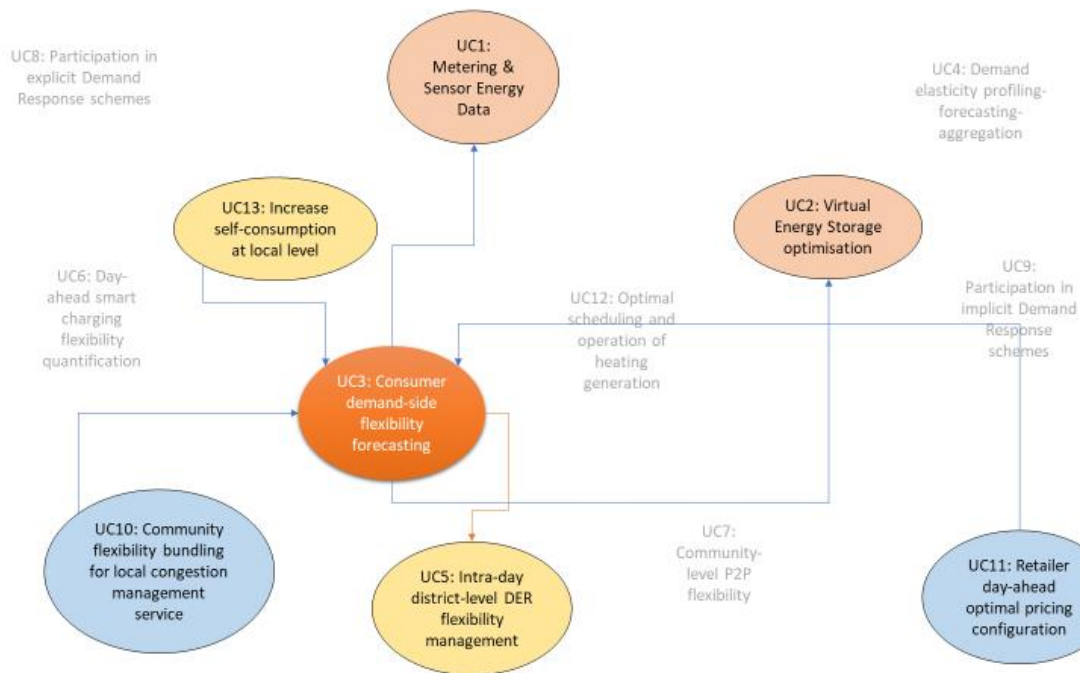 UC8: Participation in
explicit Demand
Response schemes
UC1:
Metering &
Sensor Energy
Data
UC4: Demand
elasticity profiling-
forecasting-
aggregation
UC13: Increase
self-consumption
at local level
UC2: Virtual
Energy Storage
optimisation
UC6: Day-
ahead smart
charging
flexibility
quantification
UC12: Optimal
scheduling and
operation of
heating
generation
UC9:
Participation in
implicit Demand
Response
schemes
UC3: Consumer
demand-side
flexibility
forecasting
UC10: Community
flexibility bundling
for local congestion
management
service
UC5: Intra-day
district-level DER
flexibility
management
UC7:
Community-
level P2P
flexibility
UC11: Retailer
day-ahead
optimal pricing
configuration